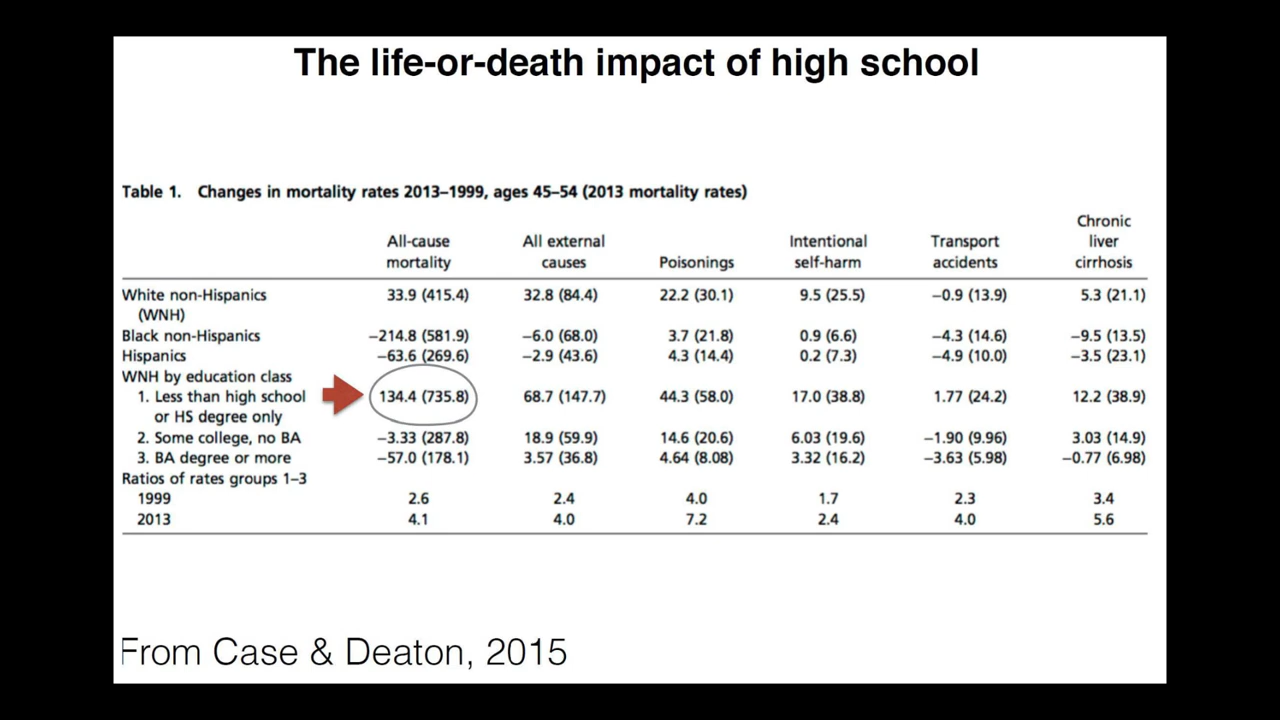 The life-or-death impact of high school
Table 1. Changes in mortality rates 2013–1999, ages 45–54 (2013 mortality rates)
All-cause mortality All external causes Poisonings Intentional self-harm Transport accidents Chronic liver cirrhosis
White non-Hispanics (WNH) 33.9 (415.4) 32.8 (84.4) 22.2 (30.1) 9.5 (25.5) −0.9 (13.9) 5.3 (21.1)
Black non-Hispanics −214.8 (581.9) −6.0 (68.0) 3.7 (21.8) 0.9 (6.6) −4.3 (14.6) −9.5 (13.5)
Hispanics −63.6 (269.6) −2.9 (43.6) 4.3 (14.4) 0.2 (7.3) −4.9 (10.0) −3.5 (23.1)
WNH by education class
1. Less than high school or HS degree only 134.4 (735.8) 68.7 (147.7) 44.3 (58.0) 17.0 (38.8) 1.77 (24.2) 12.2 (38.9)
2. Some college, no BA −3.33 (287.8) 18.9 (59.9) 14.6 (20.6) 6.03 (19.6) −1.90 (9.96) 3.03 (14.9)
3. BA degree or more −57.0 (178.1) 3.57 (36.8) 4.64 (8.08) 3.32 (16.2) −3.63 (5.98) −0.77 (6.98)
Ratios of rates groups 1–3
1999 2.6 2.4 4.0 1.7 2.3 3.4
2013 4.1 4.0 7.2 2.4 4.0 5.6
From Case & Deaton, 2015